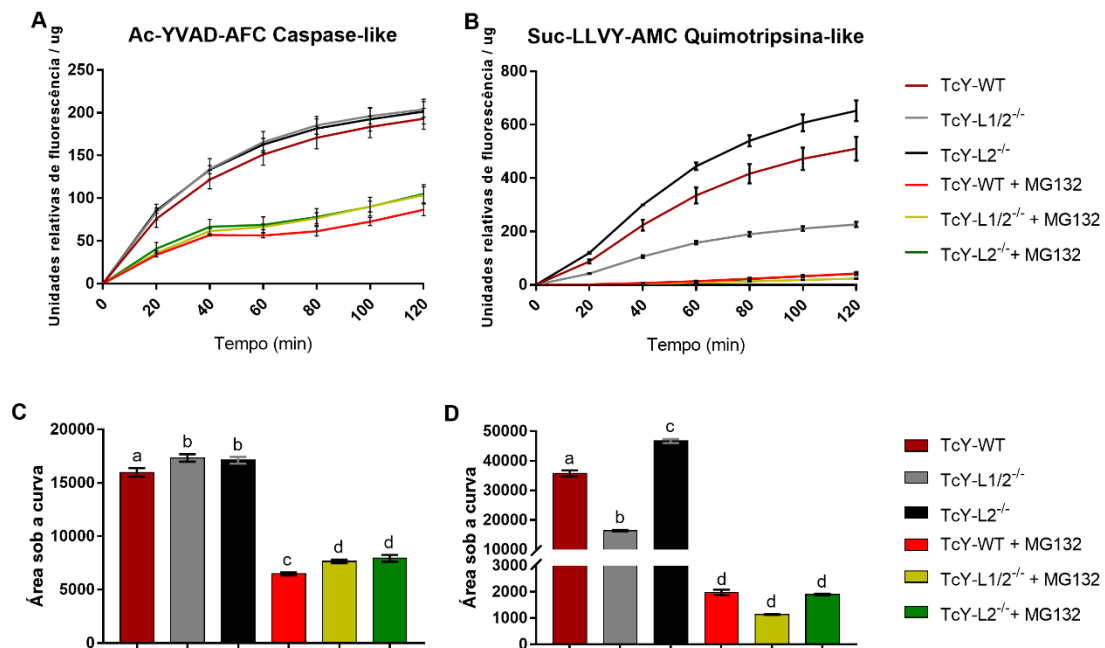 A
Ac-YVAD-AFC Caspase-like
Unidades relativas de fluorescência / ug
250
200
150
100
50
0
0
20
40
60
80
100
120
Tempo (min)
B
Suc-LLVY-AMC Quimotripsina-like
Unidades relativas de fluorescência / ug
800
600
400
200
0
0
20
40
60
80
100
120
Tempo (min)
TcY-WT
TcY-L1/2-/-
TcY-L2-/-
TcY-WT + MG132
TcY-L1/2-/- + MG132
TcY-L2-/-+ MG132
C
Área sob a curva
20000
15000
10000
5000
0
a
b
b
c
d
d
D
Área sob a curva
50000
40000
30000
20000
10000
3000
2000
1000
0
a
b
c
d
d
d
TcY-WT
TcY-L1/2-/-
TcY-L2-/-
TcY-WT + MG132
TcY-L1/2-/- + MG132
TcY-L2-/-+ MG132